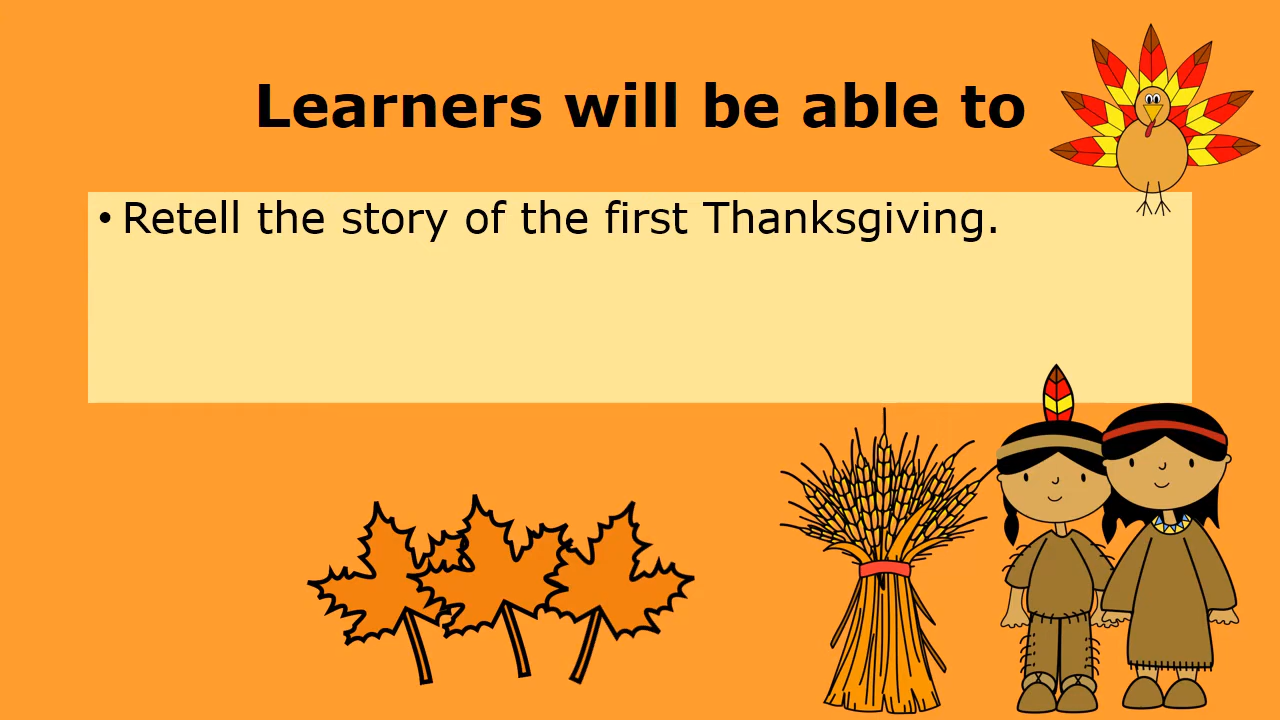 Learners will be able to
• Retell the story of the first Thanksgiving.